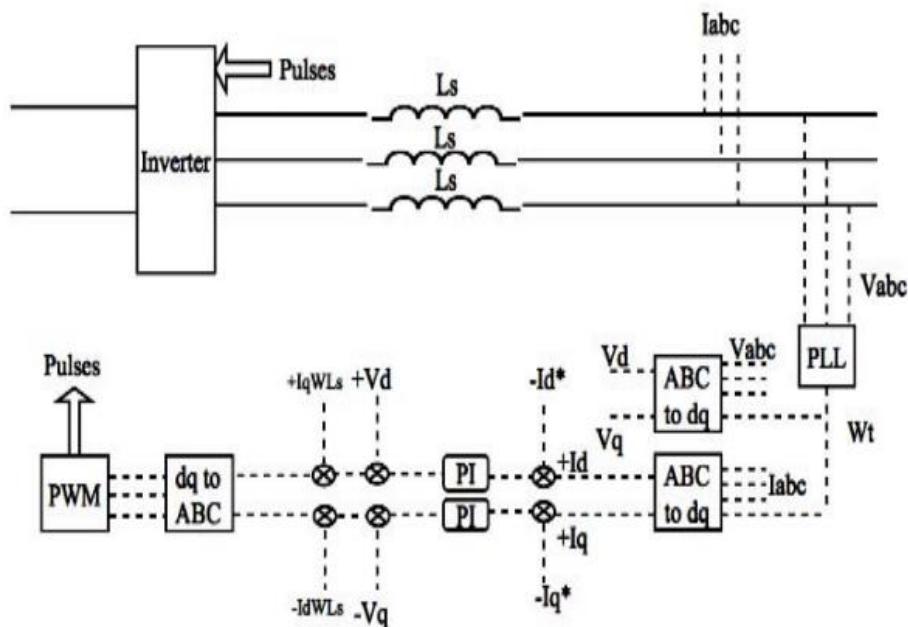 Iabc
Pulses
Ls
Inverter
Ls
Ls
Vabc
PLL
Wt
Pulses
+IqWLs
+Vd
-Id*
Vd
Vabc
ABC
to dq
Vq
PWM
dq to
ABC
PI
+Id
ABC
to dq
Iabc
PI
+Iq
-IdWLs
-Vq
-Iq*